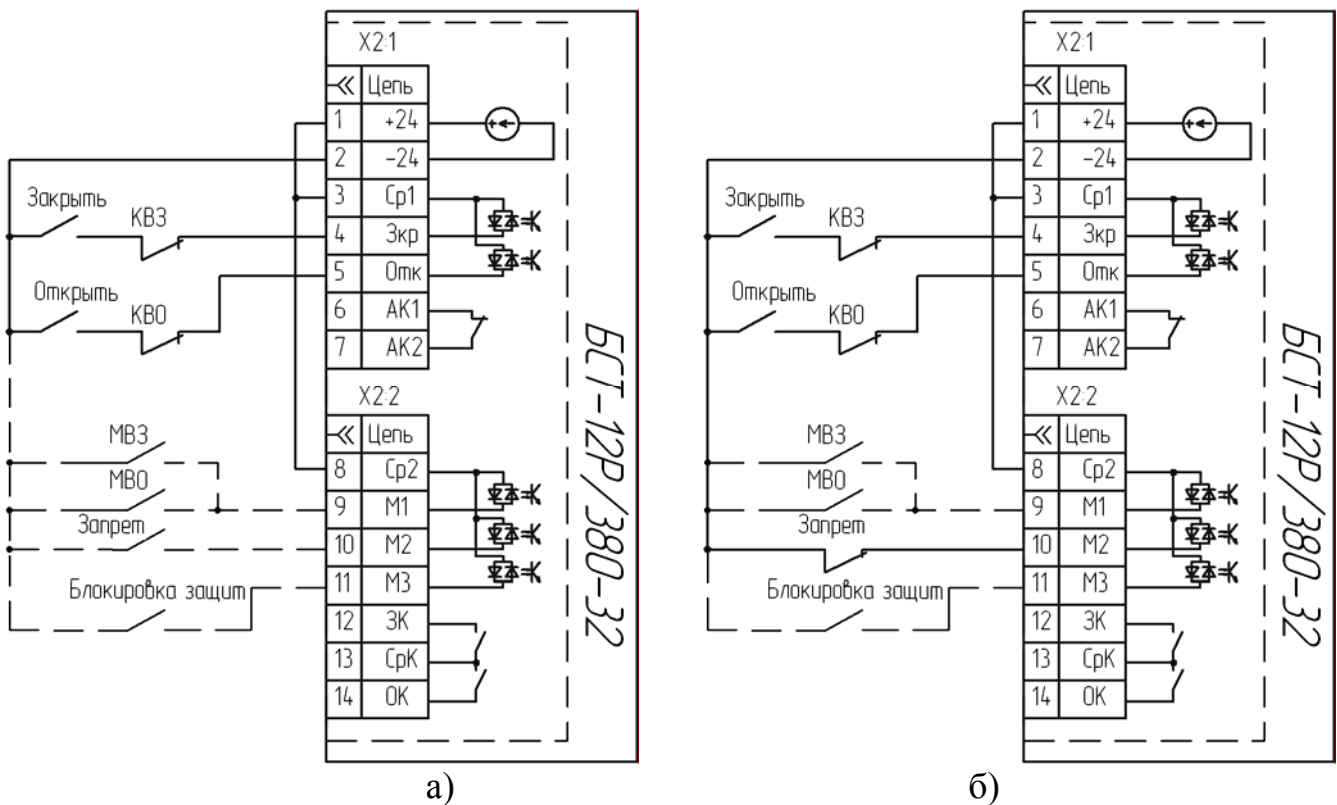 X2:1
Цепь
1 +24
2 -24
Закрыть
КВЗ
3 Ср1
4 Зкр
5 Отк
Открыть
КВО
6 АК1
7 АК2
X2:2
Цепь
МВЗ
8 Ср2
МВО
9 М1
Запрет
10 М2
Блокировка защит
11 М3
12 ЗК
13 СрК
14 ОК
БСТ-12Р/380-32
а)
X2:1
Цепь
1 +24
2 -24
Закрыть
КВЗ
3 Ср1
4 Зкр
5 Отк
Открыть
КВО
6 АК1
7 АК2
X2:2
Цепь
МВЗ
8 Ср2
МВО
9 М1
Запрет
10 М2
Блокировка защит
11 М3
12 ЗК
13 СрК
14 ОК
БСТ-12Р/380-32
б)